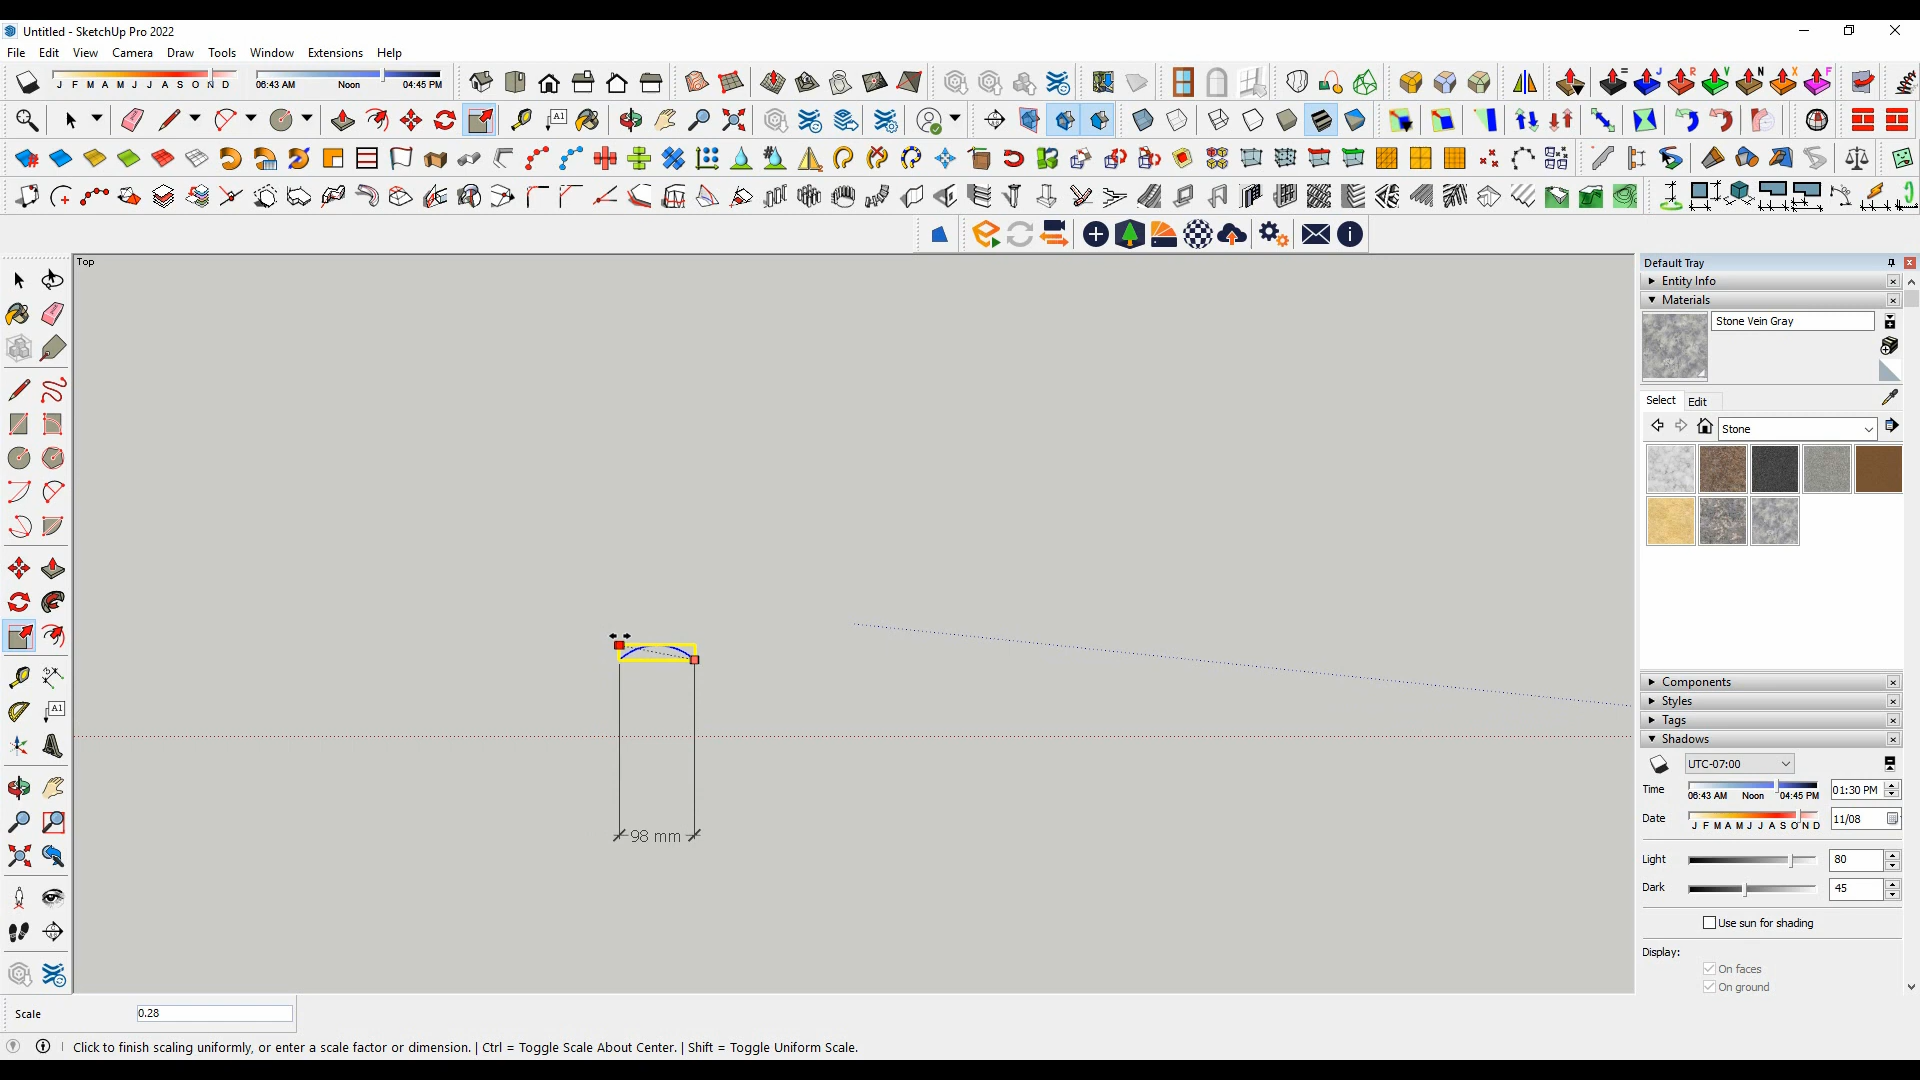 Untitled - SketchUp Pro 2022
File Edit View Camera Draw Tools Window Extensions Help
J F M A M J J A S O N D 06:43 AM Noon 04:45 PM
Top
Default Tray
Entity Info
Materials
Stone Vein Gray
Select Edit
Stone
Components
Styles
Tags
Shadows
UTC-07:00
Time 06:43 AM Noon 04:45 PM 01:30 PM
Date J F M A M J J A S O N D 11/08
98 mm
Light 80
Dark 45
Use sun for shading
Display:
On faces
On ground
Scale 0.28
Click to finish scaling uniformly, or enter a scale factor or dimension. | Ctrl = Toggle Scale About Center. | Shift = Toggle Uniform Scale.